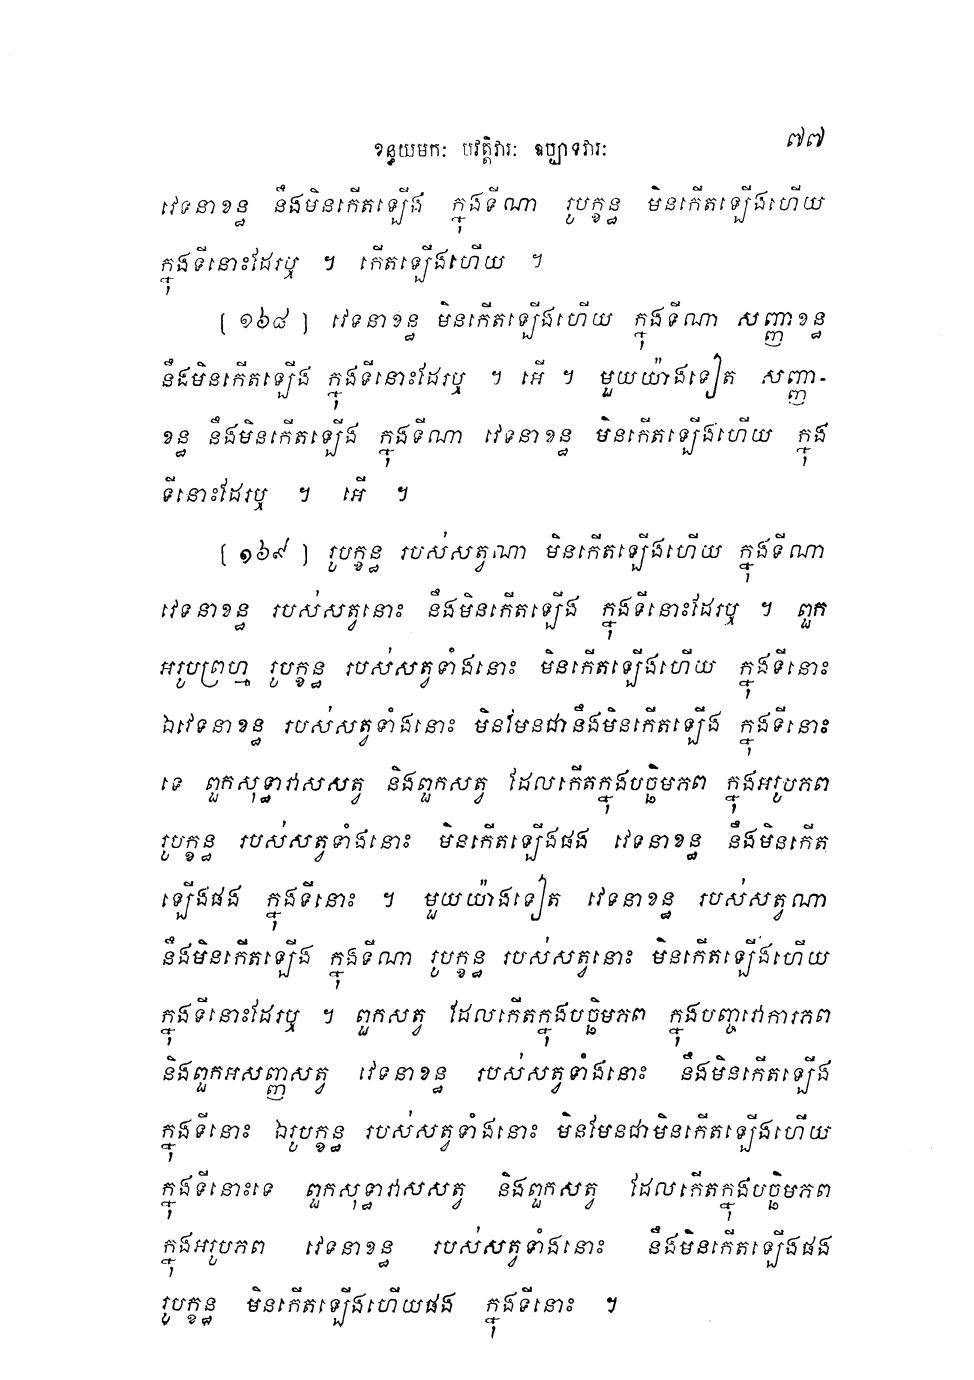 ខន្ធយមកៈ បវត្តិវារៈ ឧប្បាទវារៈ ៧៧
វេទនាខន្ធ នឹងមិនកើតឡើង ក្នុងទីណា រូបក្ខន្ធ មិនកើតឡើងហើយ
ក្នុងទីនោះដែរឬ ។ កើតឡើងហើយ ។
[ ១៦៨ ] វេទនាខន្ធ មិនកើតឡើងហើយ ក្នុងទីណា សញ្ញាខន្ធ
នឹងមិនកើតឡើង ក្នុងទីនោះដែរឬ ។ អើ ។ មួយយ៉ាងទៀត សញ្ញា-
ខន្ធ នឹងមិនកើតឡើង ក្នុងទីណា វេទនាខន្ធ មិនកើតឡើងហើយ ក្នុង
ទីនោះដែរឬ ។ អើ ។
[ ១៦៩ ] រូបក្ខន្ធ របស់សត្វណា មិនកើតឡើងហើយ ក្នុងទីណា
វេទនាខន្ធ របស់សត្វនោះ នឹងមិនកើតឡើង ក្នុងទីនោះដែរឬ ។ ពួក
អរូបព្រហ្ម រូបក្ខន្ធ របស់សត្វទាំងនោះ មិនកើតឡើងហើយ ក្នុងទីនោះ
ឯវេទនាខន្ធ របស់សត្វទាំងនោះ មិនមែនជានឹងមិនកើតឡើង ក្នុងទីនោះ
ទេ ពួកសុទ្ធាវាសសត្វ និងពួកសត្វ ដែលកើតក្នុងបច្ឆិមភព ក្នុងអរូបភព
រូបក្ខន្ធ របស់សត្វទាំងនោះ មិនកើតឡើងផង វេទនាខន្ធ នឹងមិនកើត
ឡើងផង ក្នុងទីនោះ ។ មួយយ៉ាងទៀត វេទនាខន្ធ របស់សត្វណា
នឹងមិនកើតឡើង ក្នុងទីណា រូបក្ខន្ធ របស់សត្វនោះ មិនកើតឡើងហើយ
ក្នុងទីនោះដែរឬ ។ ពួកសត្វ ដែលកើតក្នុងបច្ឆិមភព ក្នុងបញ្ចវោការភព
និងពួកអសញ្ញសត្វ វេទនាខន្ធ របស់សត្វទាំងនោះ នឹងមិនកើតឡើង
ក្នុងទីនោះ ឯរូបក្ខន្ធ របស់សត្វទាំងនោះ មិនមែនជាមិនកើតឡើងហើយ
ក្នុងទីនោះទេ ពួកសុទ្ធាវាសសត្វ និងពួកសត្វ ដែលកើតក្នុងបច្ឆិមភព
ក្នុងអរូបភព វេទនាខន្ធ របស់សត្វទាំងនោះ នឹងមិនកើតឡើងផង
រូបក្ខន្ធ មិនកើតឡើងហើយផង ក្នុងទីនោះ ។